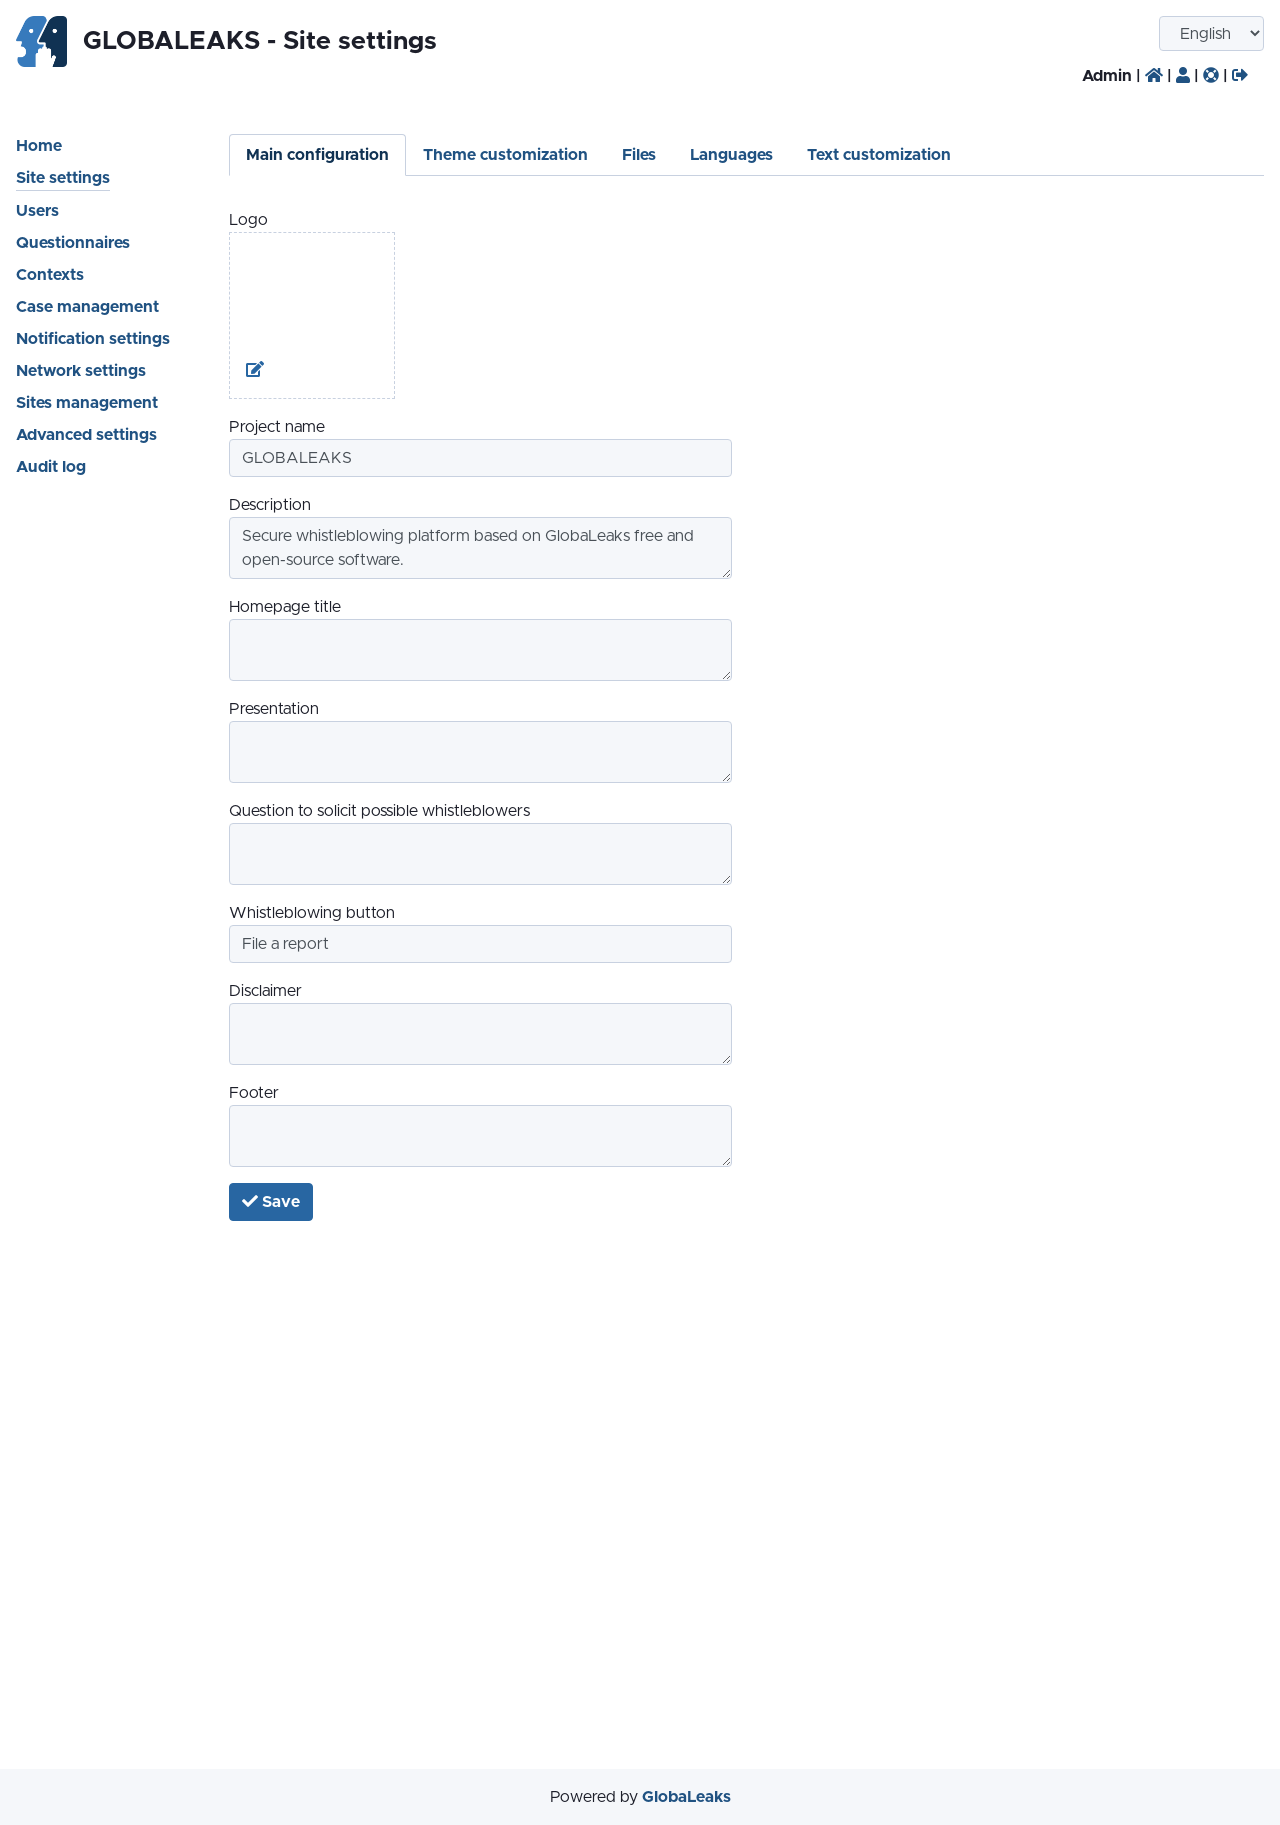 GLOBALEAKS - Site settings
English
Admin | | | |
Home
Site settings
Users
Questionnaires
Contexts
Case management
Notification settings
Network settings
Sites management
Advanced settings
Audit log
Main configuration Theme customization Files Languages Text customization
Logo
Project name
GLOBALEAKS
Description
Secure whistleblowing platform based on GlobaLeaks free and
open-source software.
Homepage title
Presentation
Question to solicit possible whistleblowers
Whistleblowing button
File a report
Disclaimer
Footer
Save
Powered by GlobaLeaks